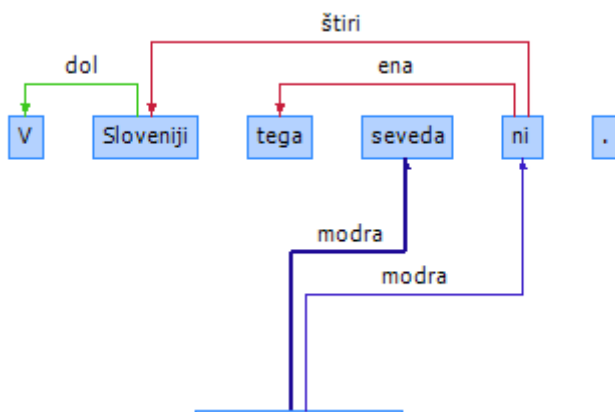 štiri
dol ena
V Sloveniji tega seveda ni .
modra
modra